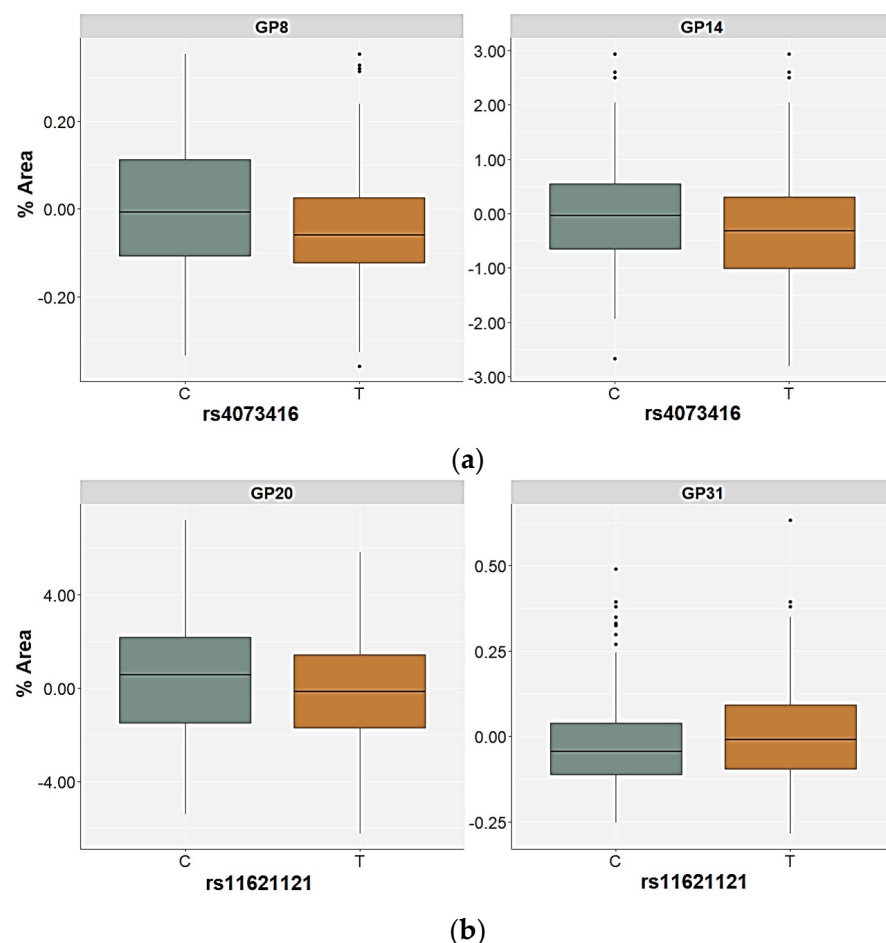 GP8
GP14
% Area
0.20
0.00
-0.20
C
T
rs4073416
3.00
2.00
1.00
0.00
-1.00
-2.00
-3.00
C
T
rs4073416
(a)
GP20
GP31
% Area
4.00
0.00
-4.00
C
T
rs11621121
0.50
0.25
0.00
-0.25
C
T
rs11621121
(b)